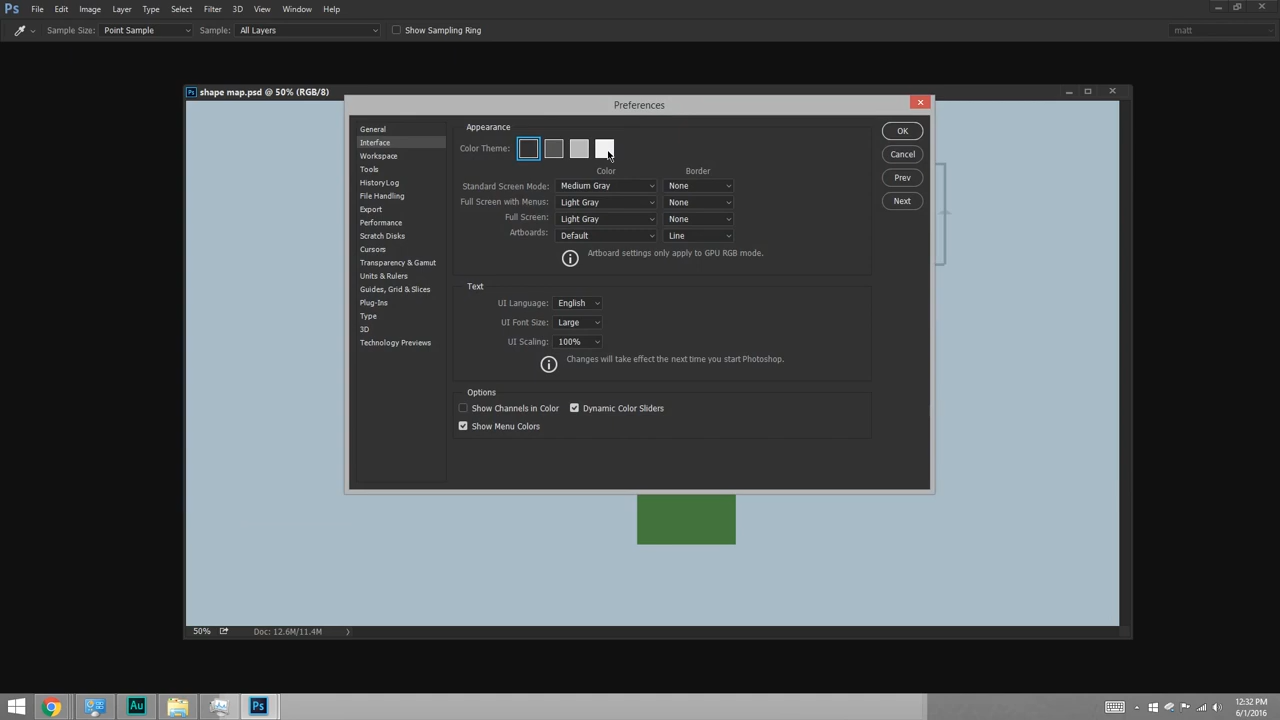 Ps File Edit Image Layer Type Select Filter 3D View Window Help
Sample Size: Point Sample Sample: All Layers Show Sampling Ring matt
Ps shape map.psd @ 50% (RGB/8)
Preferences
General
Interface
Workspace
Tools
History Log
File Handling
Export
Performance
Scratch Disks
Cursors
Transparency & Gamut
Units & Rulers
Guides, Grid & Slices
Plug-Ins
Type
3D
Technology Previews
Appearance
Color Theme:
Color Border
Standard Screen Mode: Medium Gray None
Full Screen with Menus: Light Gray None
Full Screen: Light Gray None
Artboards: Default Line
Artboard settings only apply to GPU RGB mode.
Text
UI Language: English
UI Font Size: Large
UI Scaling: 100%
Changes will take effect the next time you start Photoshop.
Options
Show Channels in Color Dynamic Color Sliders
Show Menu Colors
OK
Cancel
Prev
Next
50% Doc: 12.6M/11.4M
Au Ps
12:32 PM
6/1/2016